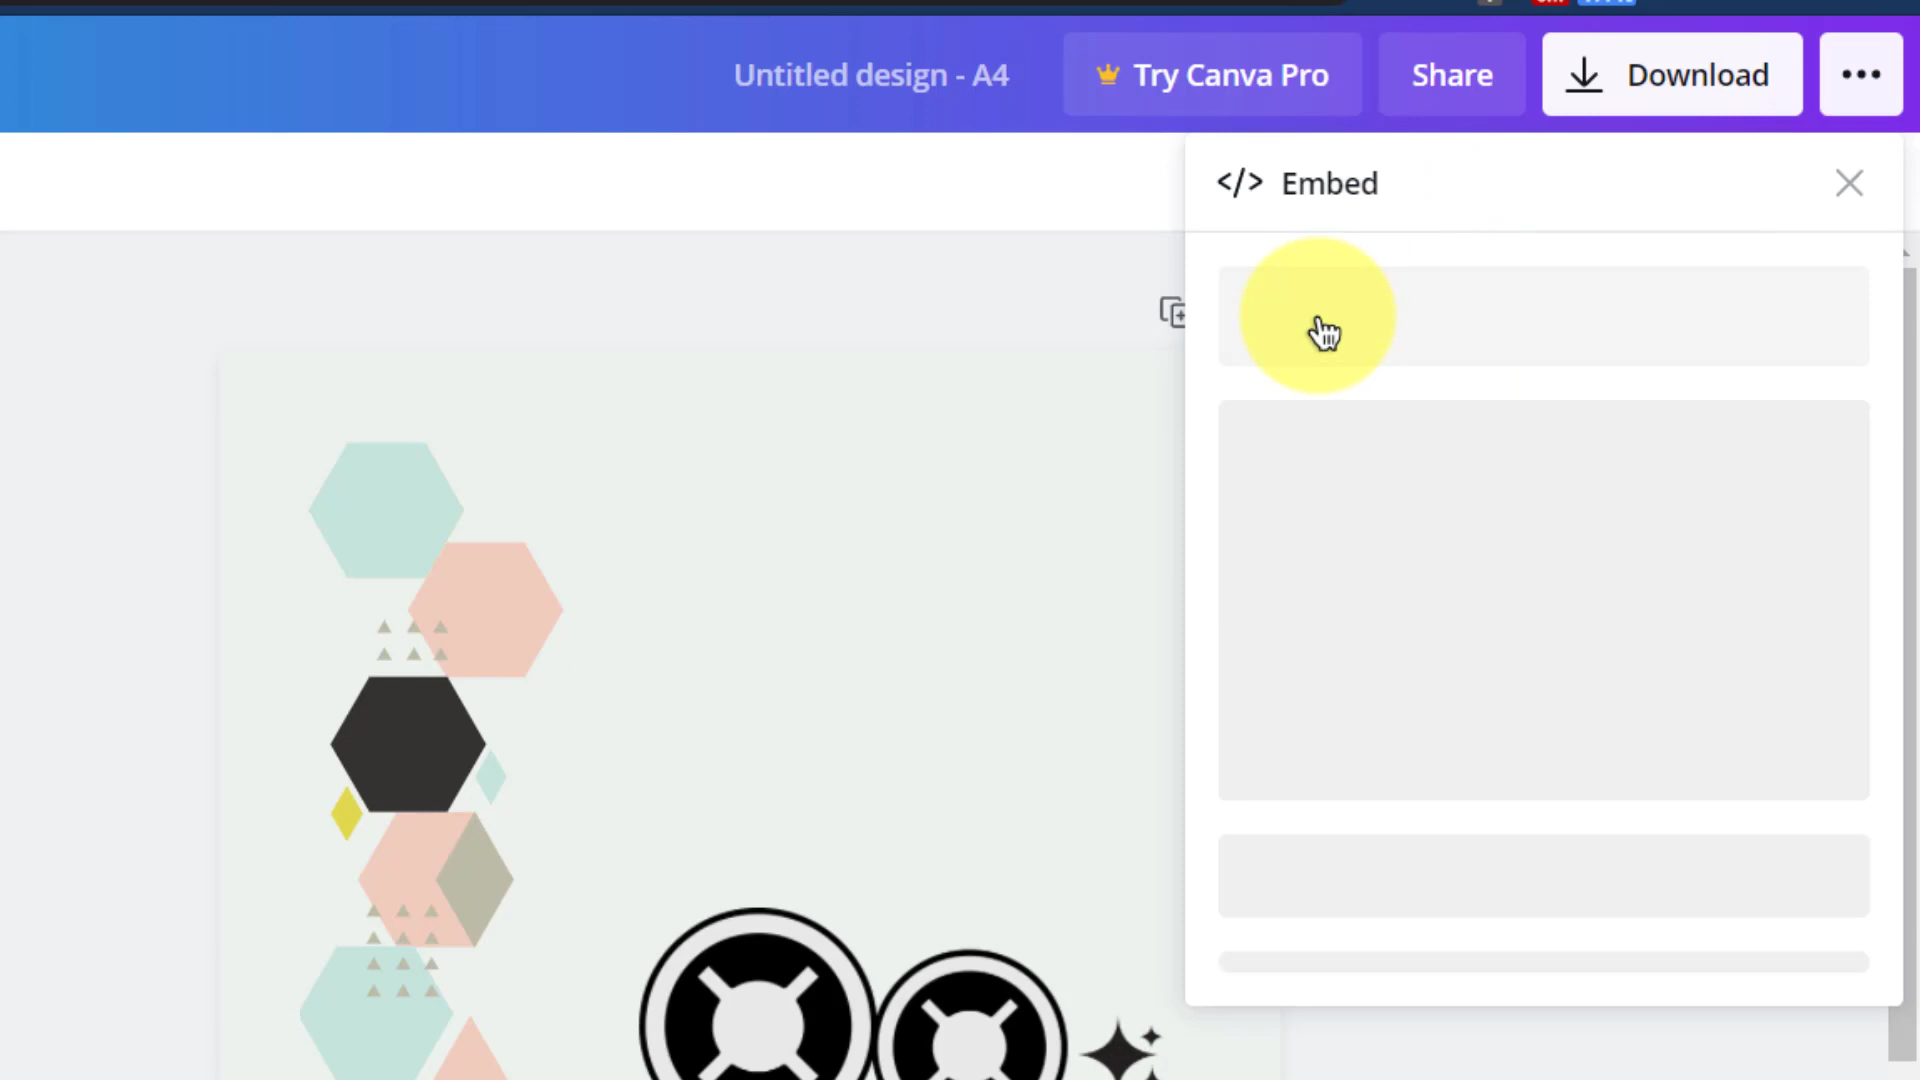 Untitled design - A4
Try Canva Pro
Share
Download
</> Embed